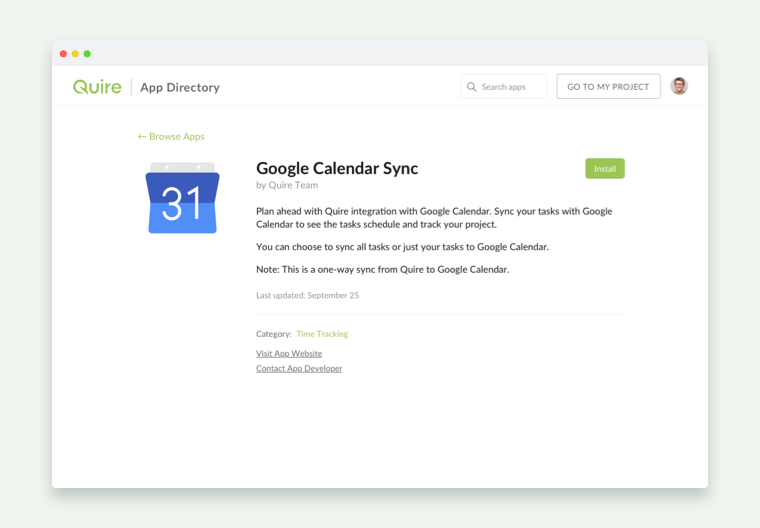 Quire App Directory Search apps GO TO MY PROJECT
← Browse Apps
31
Google Calendar Sync Install
by Quire Team
Plan ahead with Quire integration with Google Calendar. Sync your tasks with Google
Calendar to see the tasks schedule and track your project.
You can choose to sync all tasks or just your tasks to Google Calendar.
Note: This is a one-way sync from Quire to Google Calendar.
Last updated: September 25
Category: Time Tracking
Visit App Website
Contact App Developer